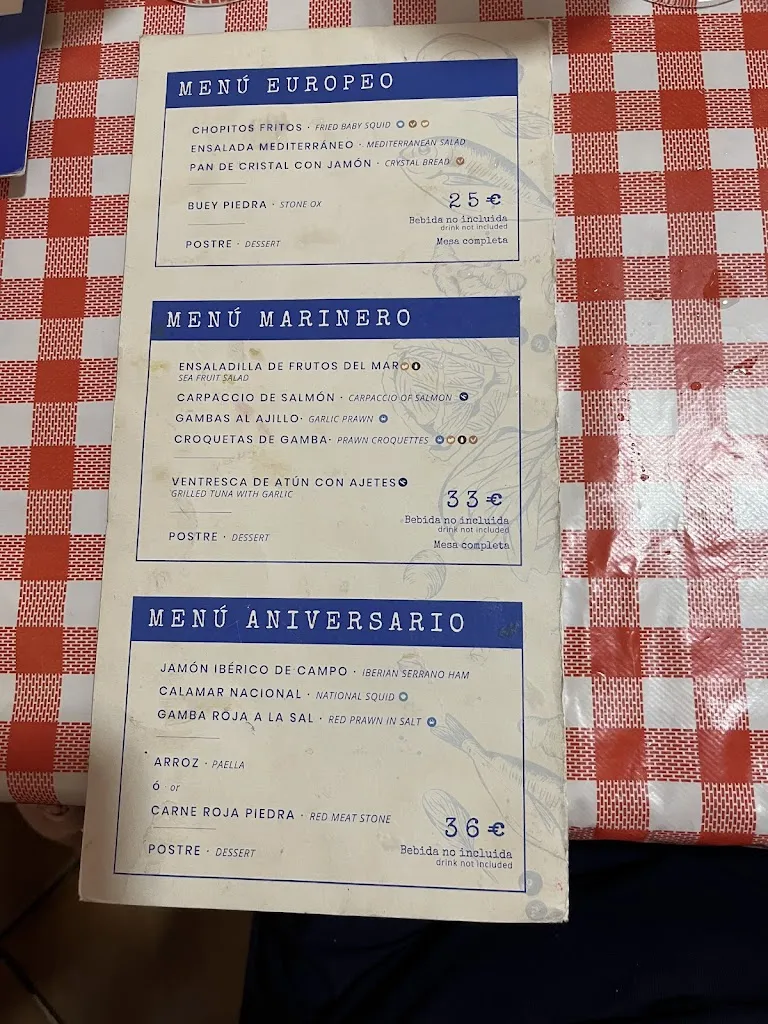 MENÚ EUROPEO
CHOPITOS FRITOS · FRIED BABY SQUID
ENSALADA MEDITERRÁNEO · MEDITERRANEAN SALAD
PAN DE CRISTAL CON JAMÓN · CRYSTAL BREAD
BUEY PIEDRA · STONE OX
25€
Bebida no incluida
drink not included
POSTRE · DESSERT
Mesa completa
MENÚ MARINERO
ENSALADILLA DE FRUTOS DEL MAR
SEA FRUIT SALAD
CARPACCIO DE SALMÓN · CARPACCIO OF SALMON
GAMBAS AL AJILLO· GARLIC PRAWN
CROQUETAS DE GAMBA· PRAWN CROQUETTES
VENTRESCA DE ATÚN CON AJETES
GRILLED TUNA WITH GARLIC
33€
Bebida no incluida
drink not included
POSTRE · DESSERT
Mesa completa
MENÚ ANIVERSARIO
JAMÓN IBÉRICO DE CAMPO · IBERIAN SERRANO HAM
CALAMAR NACIONAL · NATIONAL SQUID
GAMBA ROJA A LA SAL · RED PRAWN IN SALT
ARROZ · PAELLA
Ó · or
CARNE ROJA PIEDRA · RED MEAT STONE
36€
POSTRE · DESSERT
Bebida no incluida
drink not included